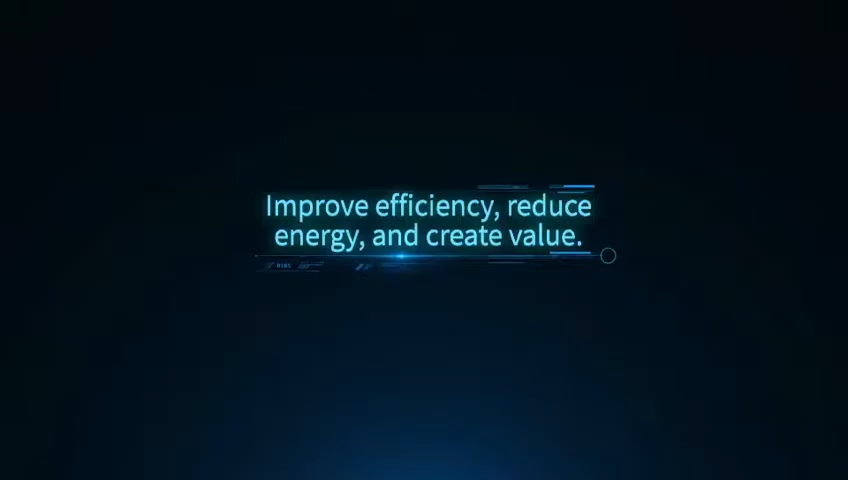 Improve efficiency, reduce
energy, and create value.